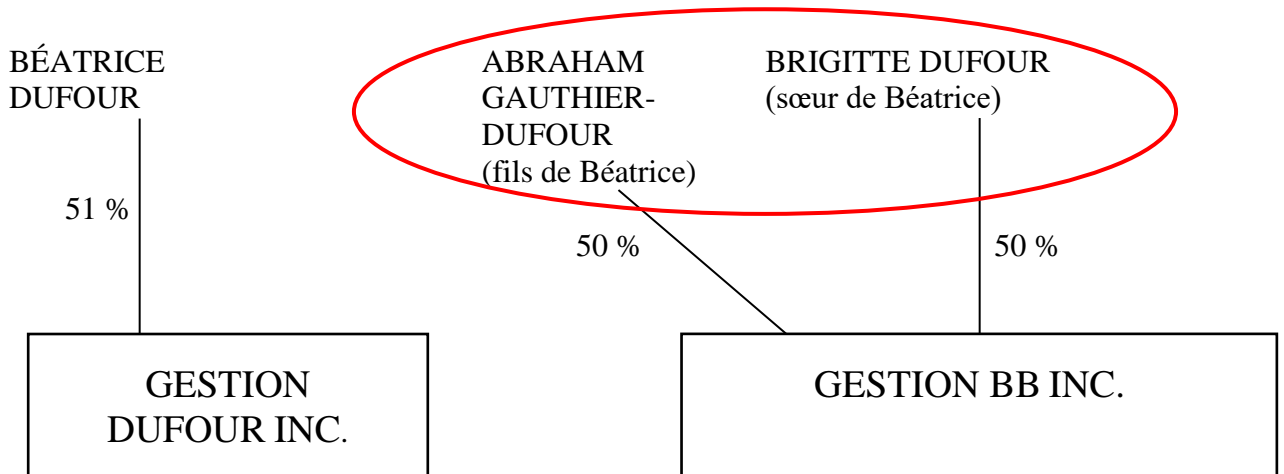 BÉATRICE
DUFOUR
ABRAHAM
GAUTHIER-
DUFOUR
(fils de Béatrice)
BRIGITTE DUFOUR
(sœur de Béatrice)
51 %
50 %
50 %
GESTION
DUFOUR INC.
GESTION BB INC.